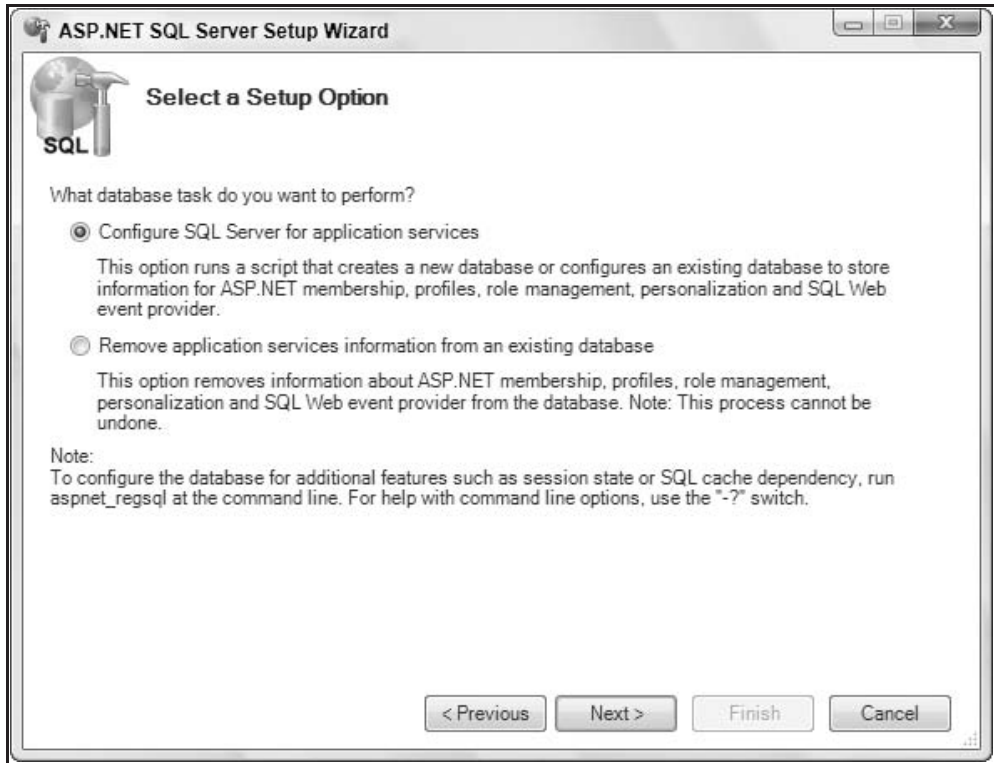 ASP.NET SQL Server Setup Wizard
Select a Setup Option
SQL
What database task do you want to perform?
Configure SQL Server for application services
This option runs a script that creates a new database or configures an existing database to store
information for ASP.NET membership, profiles, role management, personalization and SQL Web
event provider.
Remove application services information from an existing database
This option removes information about ASP.NET membership, profiles, role management,
personalization and SQL Web event provider from the database. Note: This process cannot be
undone.
Note:
To configure the database for additional features such as session state or SQL cache dependency, run
aspnet_regsql at the command line. For help with command line options, use the "-?" switch.
< Previous
Next >
Finish
Cancel